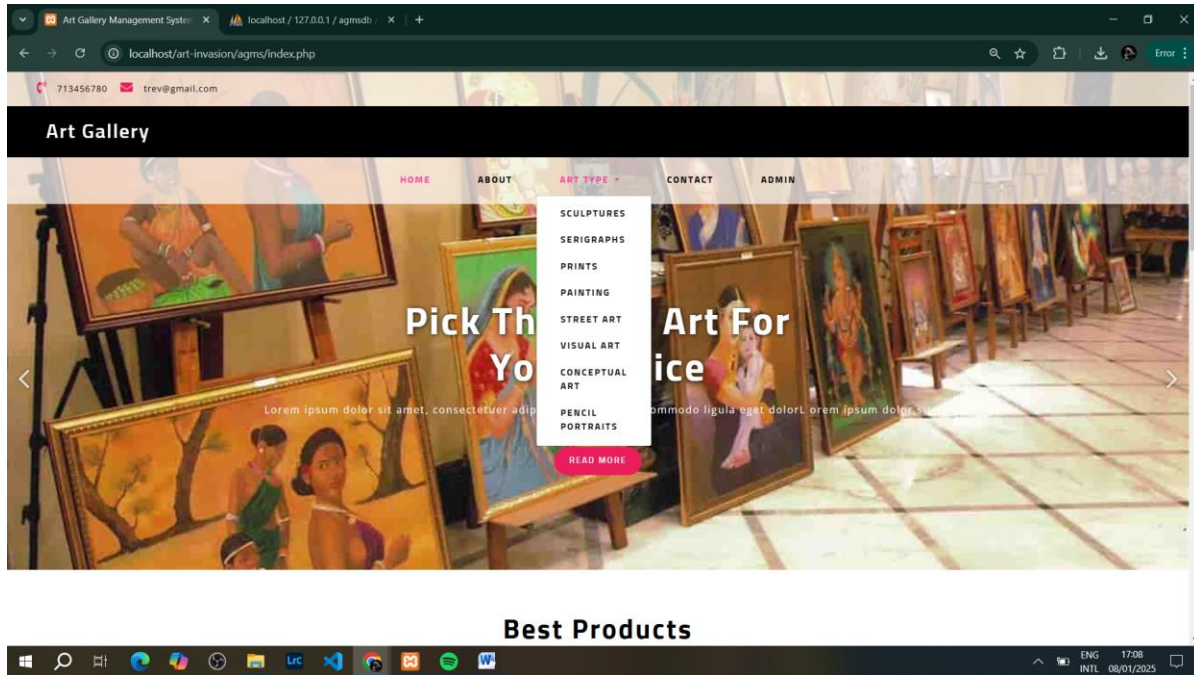 Art Gallery Management System
localhost / 127.0.0.1 / agmsdb /
localhost/art-invasion/agms/index.php
Error
713456780 trev@gmail.com
Art Gallery
HOME ABOUT ART TYPE CONTACT ADMIN
SCULPTURES
SERIGRAPHS
PRINTS
PAINTING
STREET ART
VISUAL ART
CONCEPTUAL
ART
PENCIL
PORTRAITS
Pick Th Art For
Yo ice
Lorem ipsum dolor sit amet, consectetuer adip ommodo ligula eget dolorL orem ipsum dolor
READ MORE
Best Products
Lrc
ENG 17:08
INTL 08/01/2025